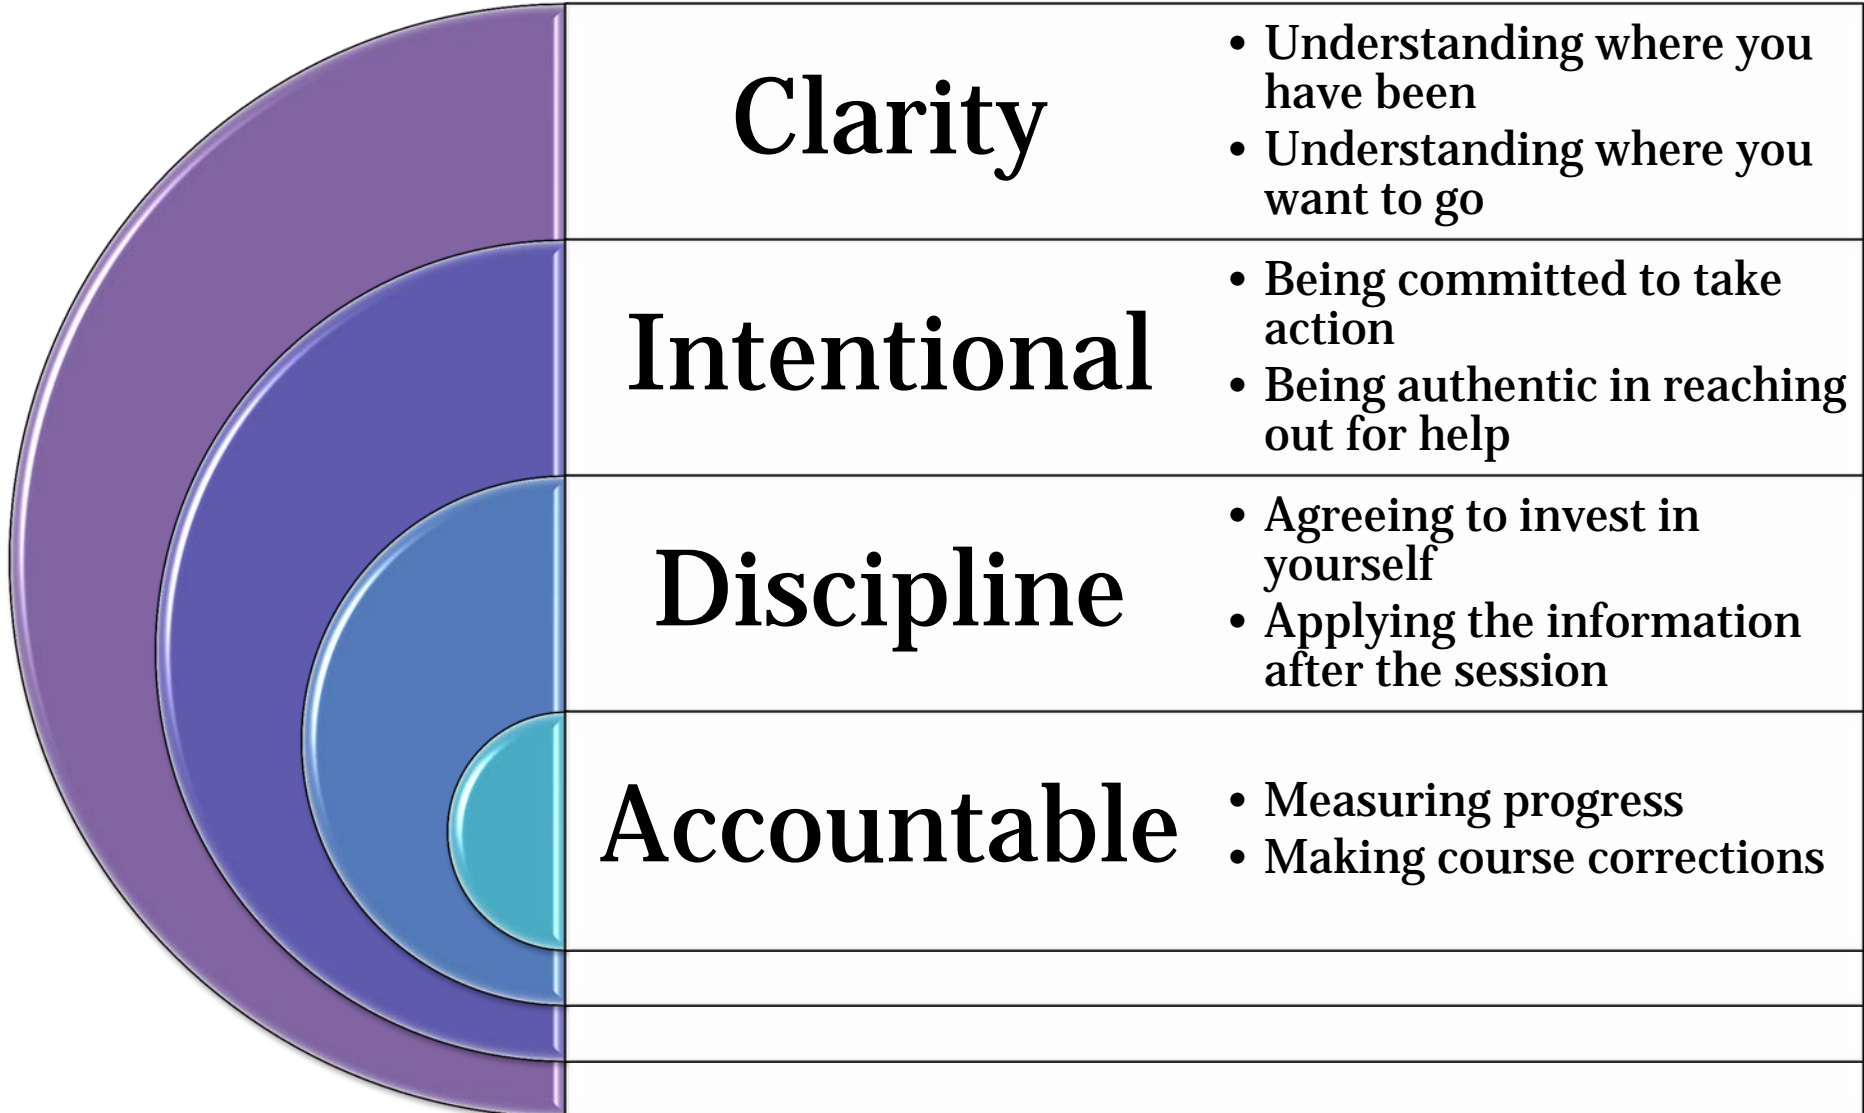 Clarity
• Understanding where you
have been
• Understanding where you
want to go
Intentional
• Being committed to take
action
• Being authentic in reaching
out for help
Discipline
• Agreeing to invest in
yourself
• Applying the information
after the session
Accountable
• Measuring progress
• Making course corrections